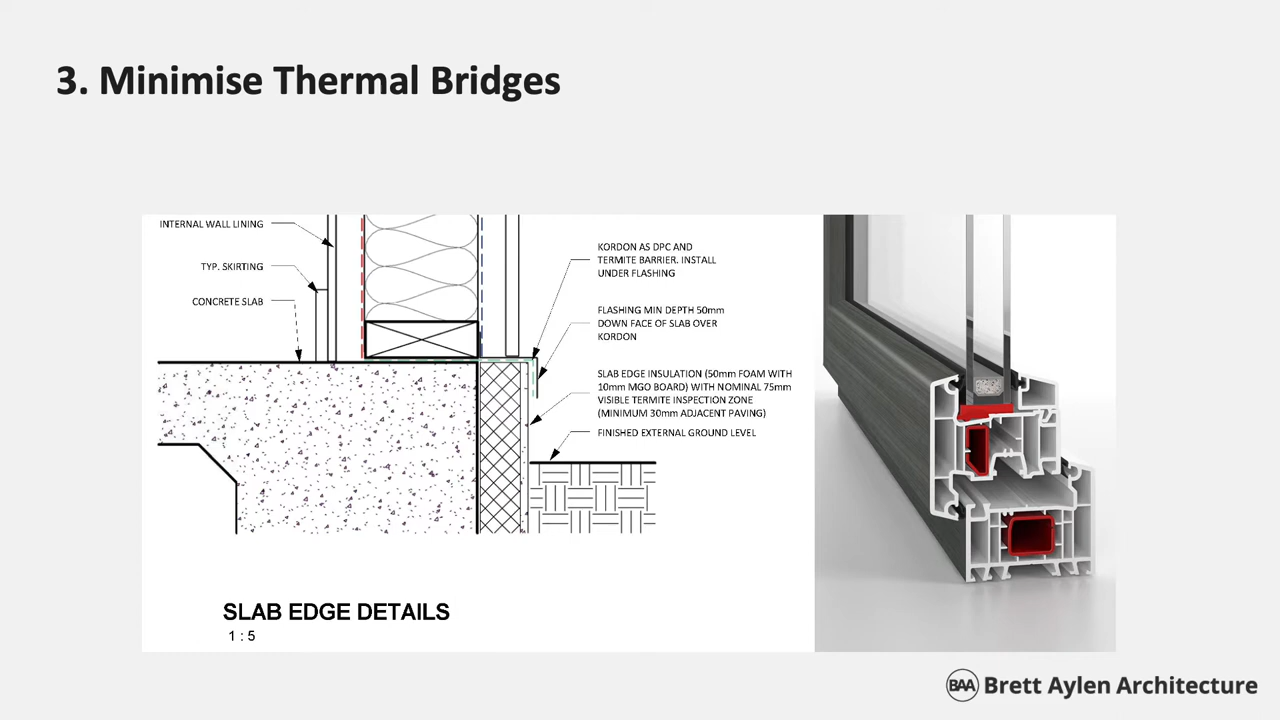 3. Minimise Thermal Bridges
INTERNAL WALL LINING
TYP. SKIRTING
CONCRETE SLAB
KORDON AS DPC AND
TERMITE BARRIER. INSTALL
UNDER FLASHING
FLASHING MIN DEPTH 50mm
DOWN FACE OF SLAB OVER
KORDON
SLAB EDGE INSULATION (50mm FOAM WITH
10mm MGO BOARD) WITH NOMINAL 75mm
VISIBLE TERMITE INSPECTION ZONE
(MINIMUM 30mm ADJACENT PAVING)
FINISHED EXTERNAL GROUND LEVEL
SLAB EDGE DETAILS
1 : 5
BAA Brett Aylen Architecture